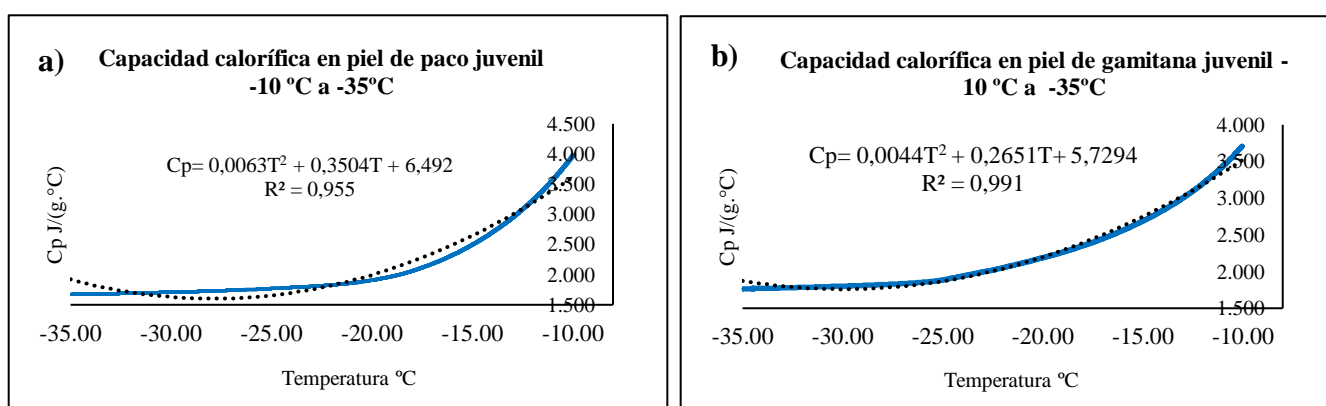 a)
Capacidad calorífica en piel de paco juvenil
-10 ºC a -35ºC
Cp= 0,0063T² + 0,3504T + 6,492
R² = 0,955
Cp J/(g.°C)
4.500
4.000
3.500
3.000
2.500
2.000
1.500
-35.00 -30.00 -25.00 -20.00 -15.00 -10.00
Temperatura ºC
b)
Capacidad calorífica en piel de gamitana juvenil -
10 ºC a -35ºC
Cp= 0,0044T² + 0,2651T+ 5,7294
R² = 0,991
Cp J/(g.°C)
4.000
3.500
3.000
2.500
2.000
1.500
-35.00 -30.00 -25.00 -20.00 -15.00 -10.00
Temperatura ºC